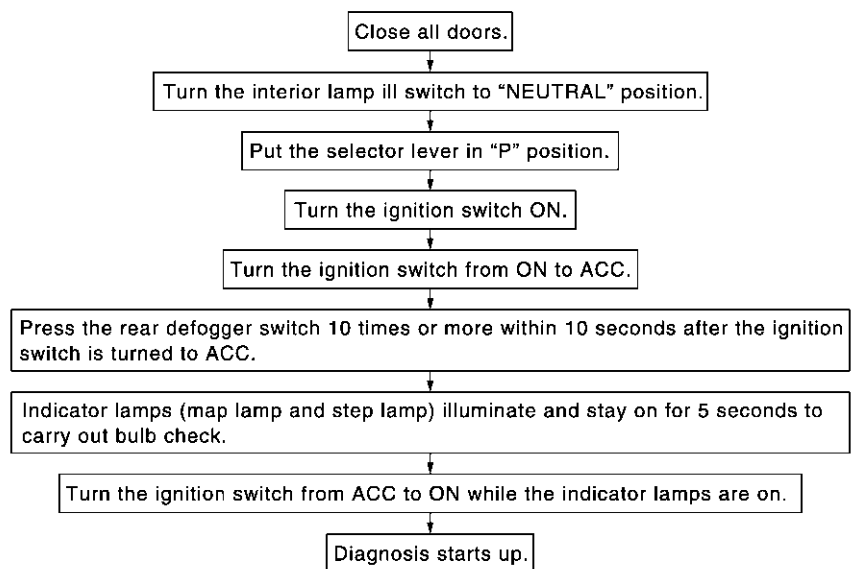 Close all doors.
Turn the interior lamp ill switch to “NEUTRAL” position.
Put the selector lever in “P” position.
Turn the ignition switch ON.
Turn the ignition switch from ON to ACC.
Press the rear defogger switch 10 times or more within 10 seconds after the ignition
switch is turned to ACC.
Indicator lamps (map lamp and step lamp) illuminate and stay on for 5 seconds to
carry out bulb check.
Turn the ignition switch from ACC to ON while the indicator lamps are on.
Diagnosis starts up.